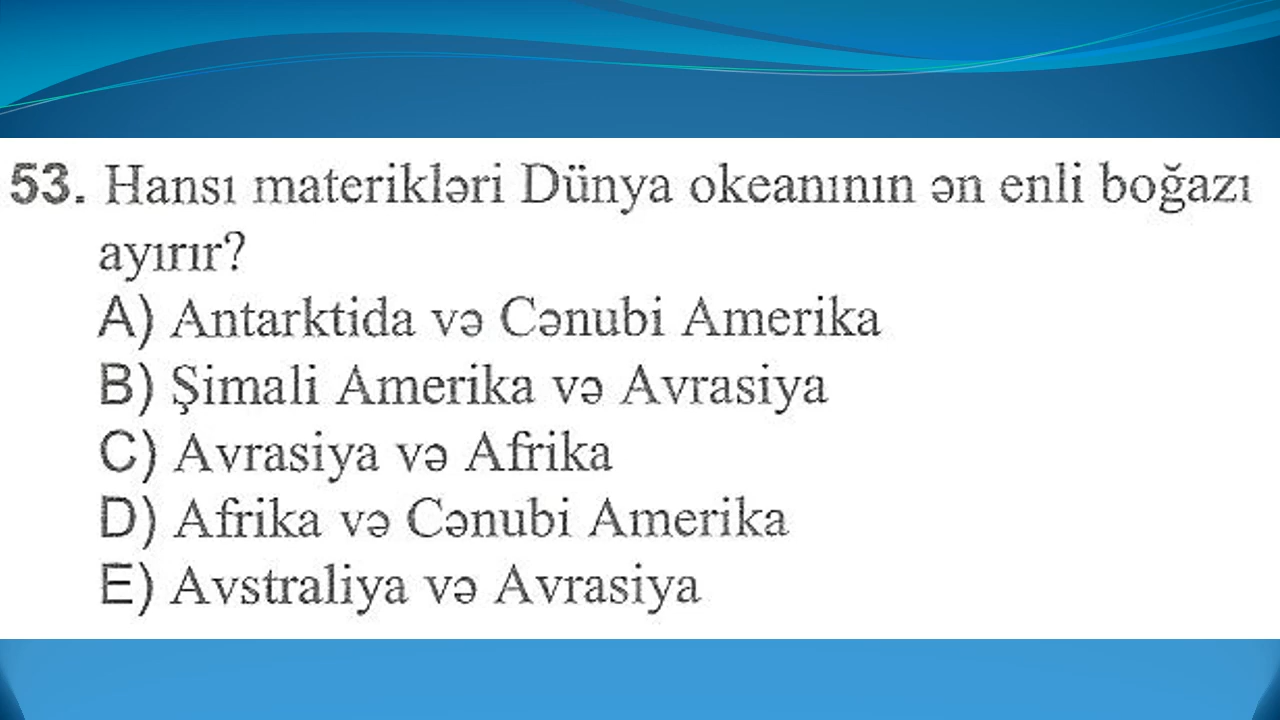 53. Hansı materikləri Dünya okeanının ən enli boğazı
ayırır?
A) Antarktida və Cənubi Amerika
B) Şimali Amerika və Avrasiya
C) Avrasiya və Afrika
D) Afrika və Cənubi Amerika
E) Avstraliya və Avrasiya